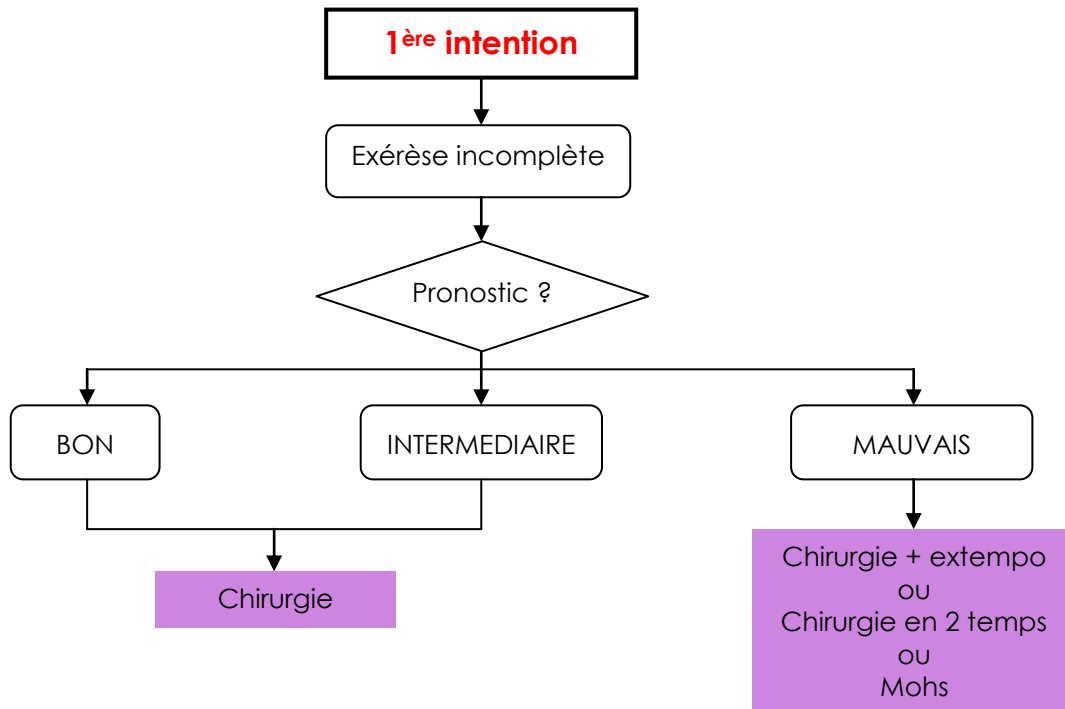 1ère intention
Exérèse incomplète
Pronostic ?
BON
INTERMEDIAIRE
MAUVAIS
Chirurgie
Chirurgie + extempo
ou
Chirurgie en 2 temps
ou
Mohs